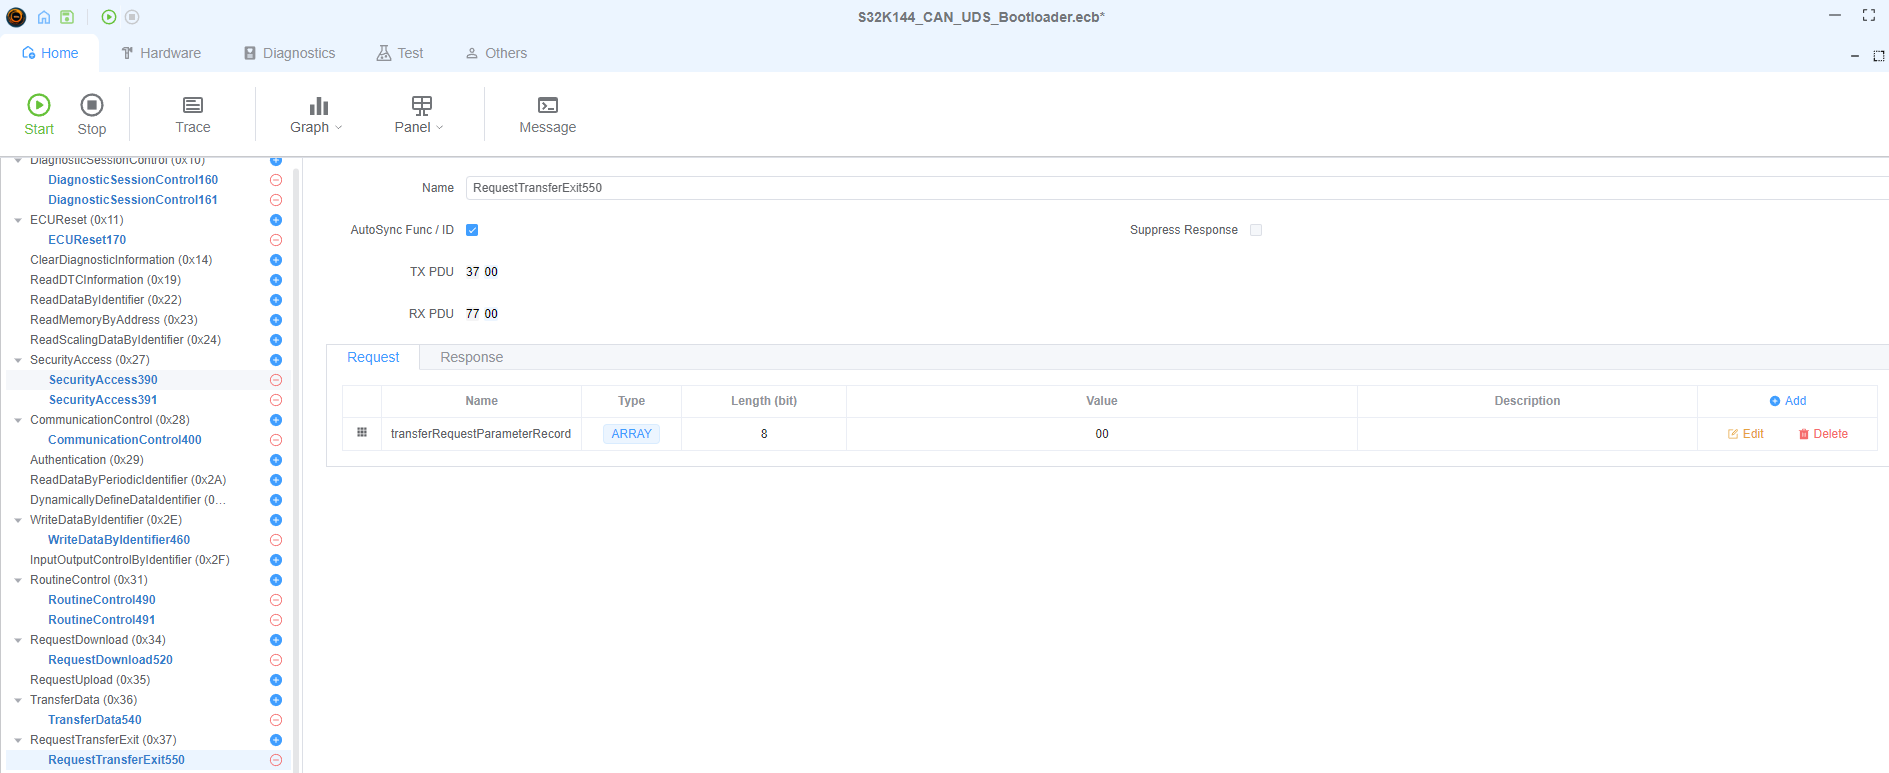 S32K144_CAN_UDS_Bootloader.ecb*
Home Hardware Diagnostics Test Others
Start Stop Trace Graph Panel Message
DiagnosticSessionControl (0x10)
DiagnosticSessionControl160
DiagnosticSessionControl161
ECUReset (0x11)
ECUReset170
ClearDiagnosticInformation (0x14)
ReadDTCInformation (0x19)
ReadDataByIdentifier (0x22)
ReadMemoryByAddress (0x23)
ReadScalingDataByIdentifier (0x24)
SecurityAccess (0x27)
SecurityAccess390
SecurityAccess391
CommunicationControl (0x28)
CommunicationControl400
Authentication (0x29)
ReadDataByPeriodicIdentifier (0x2A)
DynamicallyDefineDataIdentifier (0...
WriteDataByIdentifier (0x2E)
WriteDataByIdentifier460
InputOutputControlByIdentifier (0x2F)
RoutineControl (0x31)
RoutineControl490
RoutineControl491
RequestDownload (0x34)
RequestDownload520
RequestUpload (0x35)
TransferData (0x36)
TransferData540
RequestTransferExit (0x37)
RequestTransferExit550
Name RequestTransferExit550
AutoSync Func / ID Suppress Response
TX PDU 37 00
RX PDU 77 00
Request Response
Name Type Length (bit) Value Description Add
transferRequestParameterRecord ARRAY 8 00 Edit Delete